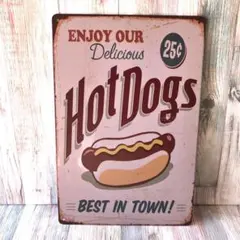 ENJOY OUR
Delicious
25¢
Hot Dogs
BEST IN TOWN!